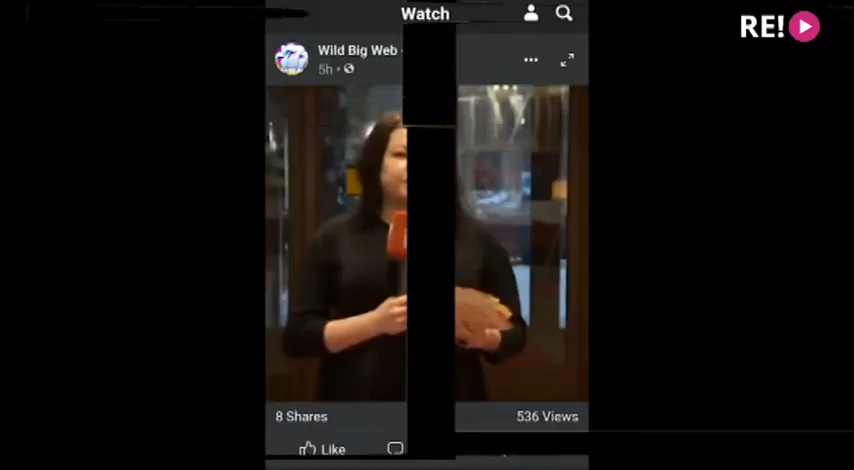 Watch
RE!
Wild Big Web
5h
8 Shares
536 Views
Like